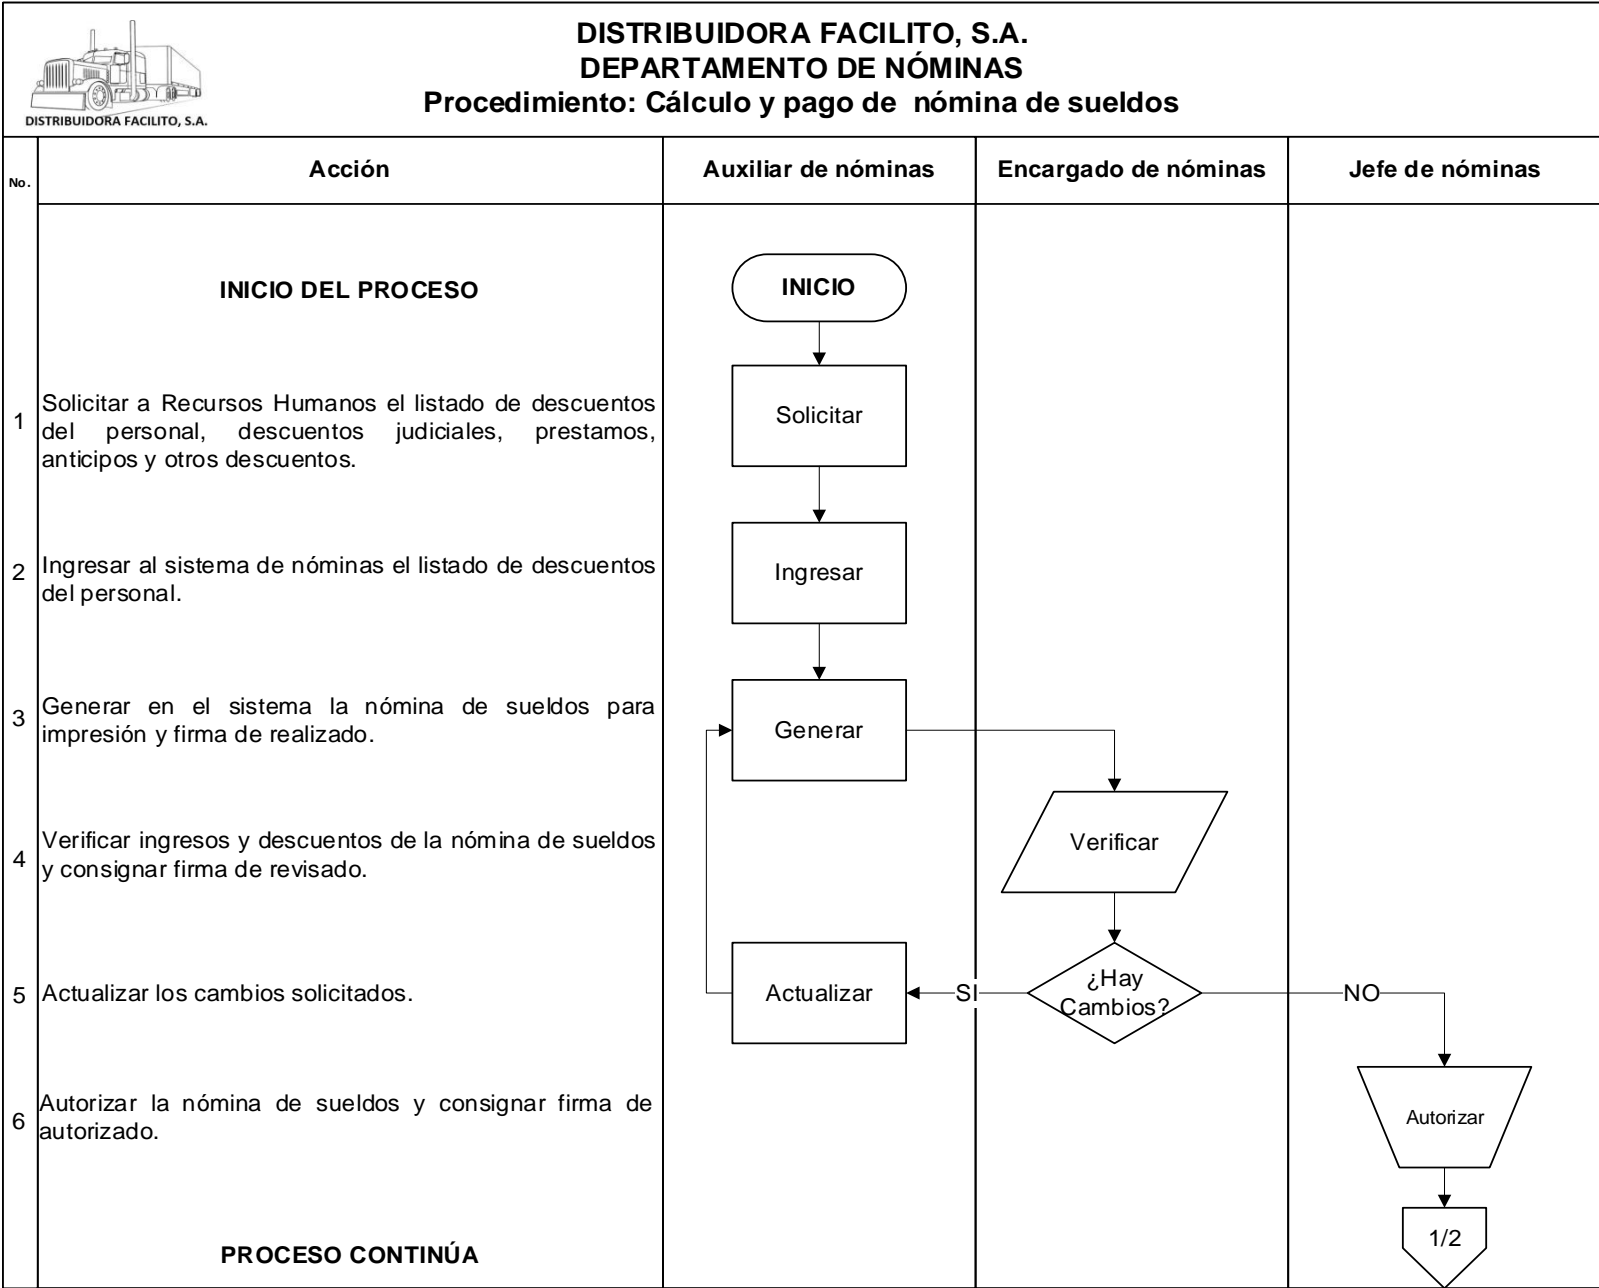 DISTRIBUIDORA FACILITO, S.A.
DEPARTAMENTO DE NÓMINAS
Procedimiento: Cálculo y pago de nómina de sueldos
DISTRIBUIDORA FACILITO, S.A.
No.
Acción
Auxiliar de nóminas
Encargado de nóminas
Jefe de nóminas
INICIO DEL PROCESO
INICIO
1
Solicitar a Recursos Humanos el listado de descuentos
del personal, descuentos judiciales, prestamos,
anticipos y otros descuentos.
Solicitar
2
Ingresar al sistema de nóminas el listado de descuentos
del personal.
Ingresar
3
Generar en el sistema la nómina de sueldos para
impresión y firma de realizado.
Generar
4
Verificar ingresos y descuentos de la nómina de sueldos
y consignar firma de revisado.
Verificar
5
Actualizar los cambios solicitados.
Actualizar
SI
¿Hay
Cambios?
NO
6
Autorizar la nómina de sueldos y consignar firma de
autorizado.
Autorizar
PROCESO CONTINÚA
1/2